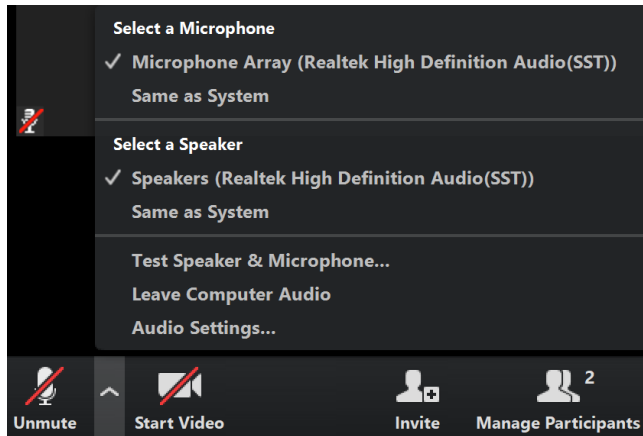 Select a Microphone
Microphone Array (Realtek High Definition Audio(SST))
Same as System
Select a Speaker
Speakers (Realtek High Definition Audio(SST))
Same as System
Test Speaker & Microphone...
Leave Computer Audio
Audio Settings...
2
Unmute Start Video Invite Manage Participants